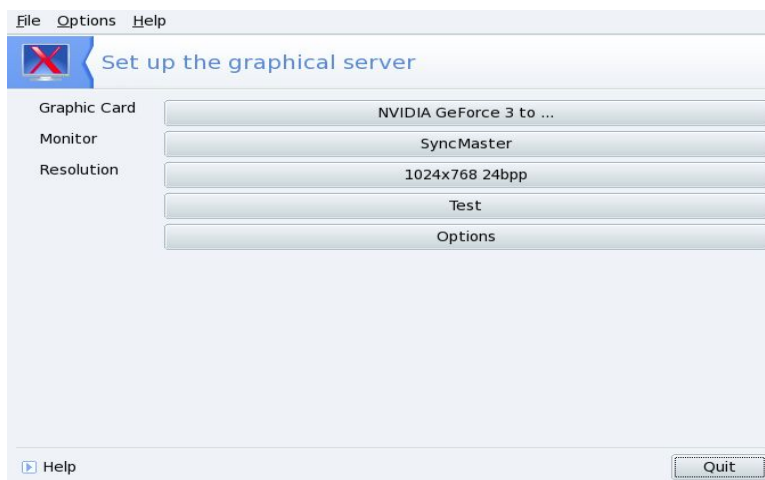 File Options Help
Set up the graphical server
Graphic Card NVIDIA GeForce 3 to ...
Monitor SyncMaster
Resolution 1024x768 24bpp
Test
Options
Help Quit